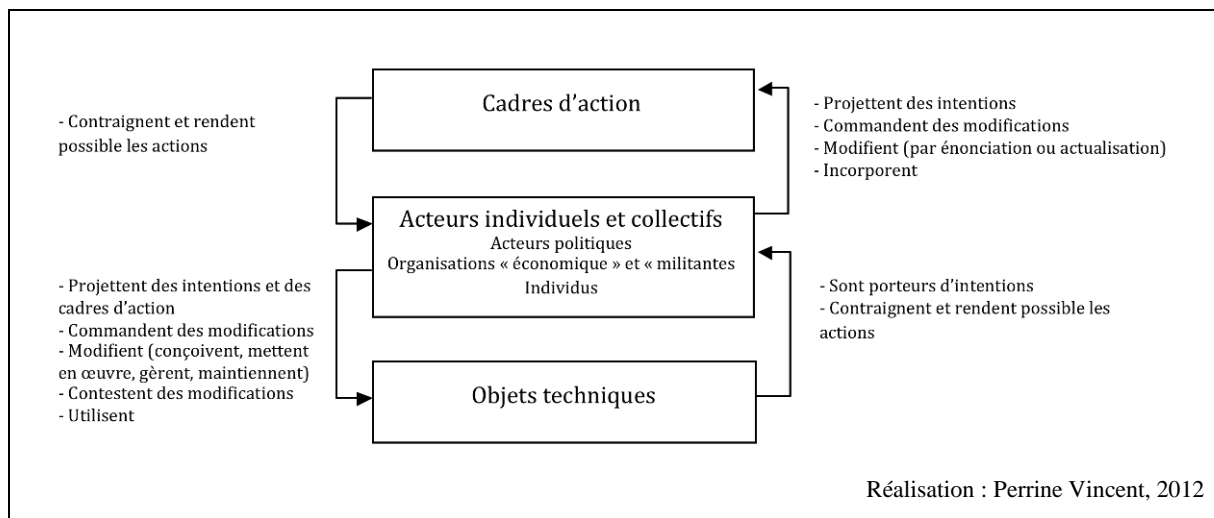 Cadres d’action
- Contraignent et rendent
possible les actions
- Projettent des intentions
- Commandent des modifications
- Modifient (par énonciation ou actualisation)
- Incorporent
Acteurs individuels et collectifs
Acteurs politiques
Organisations « économique » et « militantes
Individus
- Projettent des intentions et des
cadres d’action
- Commandent des modifications
- Modifient (conçoivent, mettent
en œuvre, gèrent, maintiennent)
- Contestent des modifications
- Utilisent
- Sont porteurs d’intentions
- Contraignent et rendent possible les
actions
Objets techniques
Réalisation : Perrine Vincent, 2012